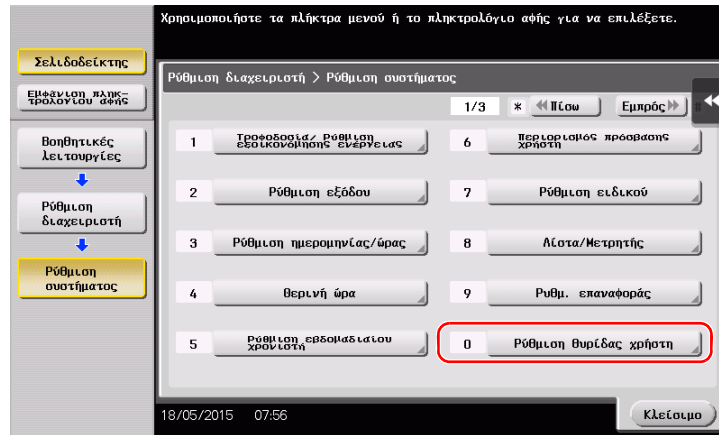 Χρησιμοποιήστε τα πλήκτρα μενού ή το πληκτρολόγιο αφής για να επιλέξετε.
Σελιδοδείκτης
Εμφάνιση πληκ-
τρολογίου αφής
Βοηθητικές
λειτουργίες
Ρύθμιση
διαχειριστή
Ρύθμιση
συστήματος
Ρύθμιση διαχειριστή > Ρύθμιση συστήματος
1/3 * Πίσω Εμπρός
1 Τροφοδοσία/ Ρύθμιση
εξοικονόμησης ενέργειας
6 Περιορισμός πρόσβασης
χρήστη
2 Ρύθμιση εξόδου
7 Ρύθμιση ειδικού
3 Ρύθμιση ημερομηνίας/ώρας
8 Λίστα/Μετρητής
4 Θερινή ώρα
9 Ρυθμ. επαναφοράς
5 Ρύθμιση εβδομαδιαίου
χρονιστή
0 Ρύθμιση θυρίδας χρήστη
18/05/2015 07:56
Κλείσιμο